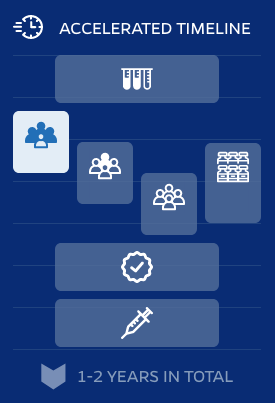 ACCELERATED TIMELINE
1-2 YEARS IN TOTAL